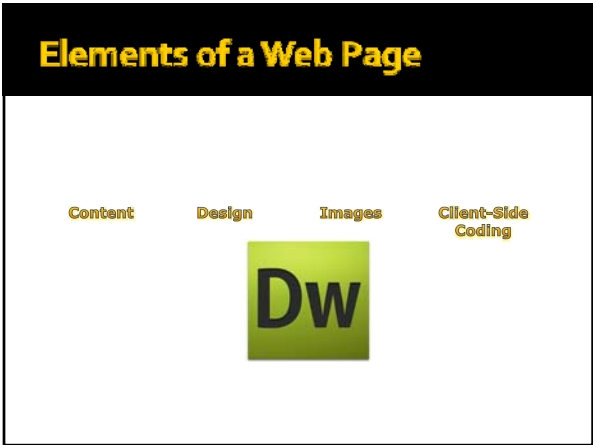 Elements of a Web Page
Content Design Images Client-Side
Coding
Dw